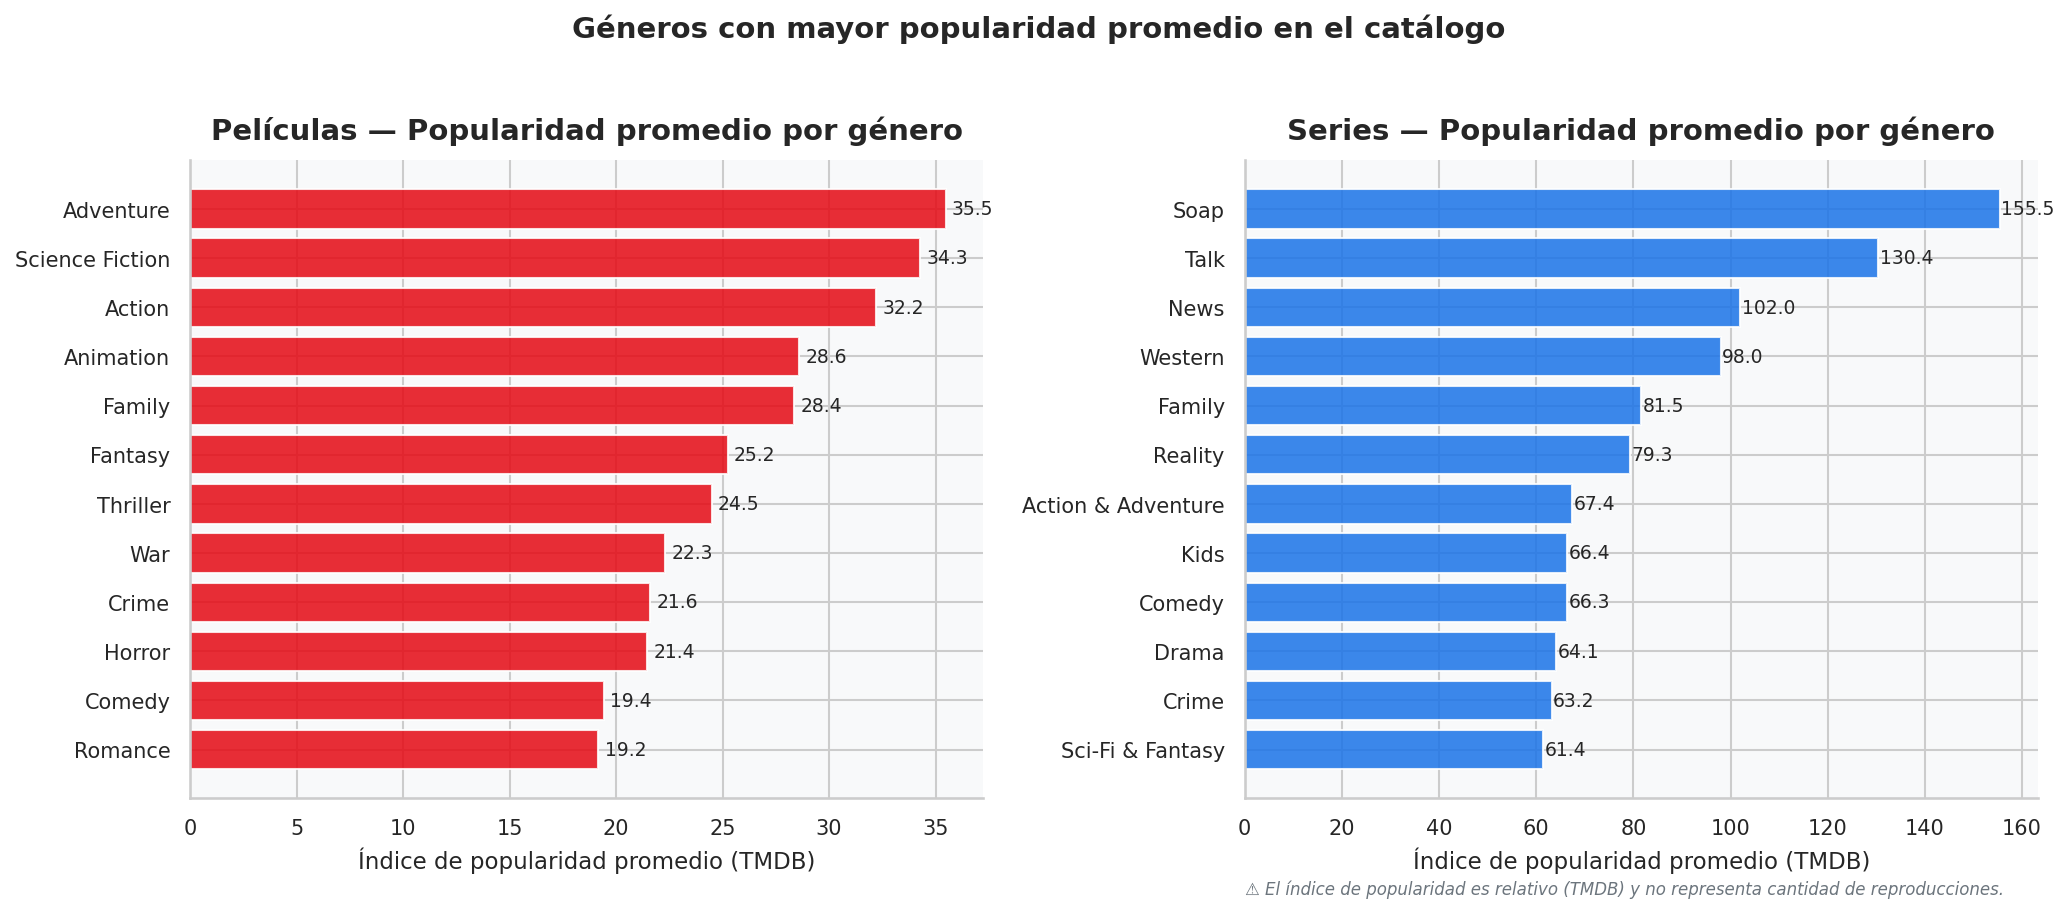 Géneros con mayor popularidad promedio en el catálogo
Películas — Popularidad promedio por género
Adventure 35.5
Science Fiction 34.3
Action 32.2
Animation 28.6
Family 28.4
Fantasy 25.2
Thriller 24.5
War 22.3
Crime 21.6
Horror 21.4
Comedy 19.4
Romance 19.2
0 5 10 15 20 25 30 35
Índice de popularidad promedio (TMDB)
Series — Popularidad promedio por género
Soap 155.5
Talk 130.4
News 102.0
Western 98.0
Family 81.5
Reality 79.3
Action & Adventure 67.4
Kids 66.4
Comedy 66.3
Drama 64.1
Crime 63.2
Sci-Fi & Fantasy 61.4
0 20 40 60 80 100 120 140 160
Índice de popularidad promedio (TMDB)
⚠ El índice de popularidad es relativo (TMDB) y no representa cantidad de reproducciones.